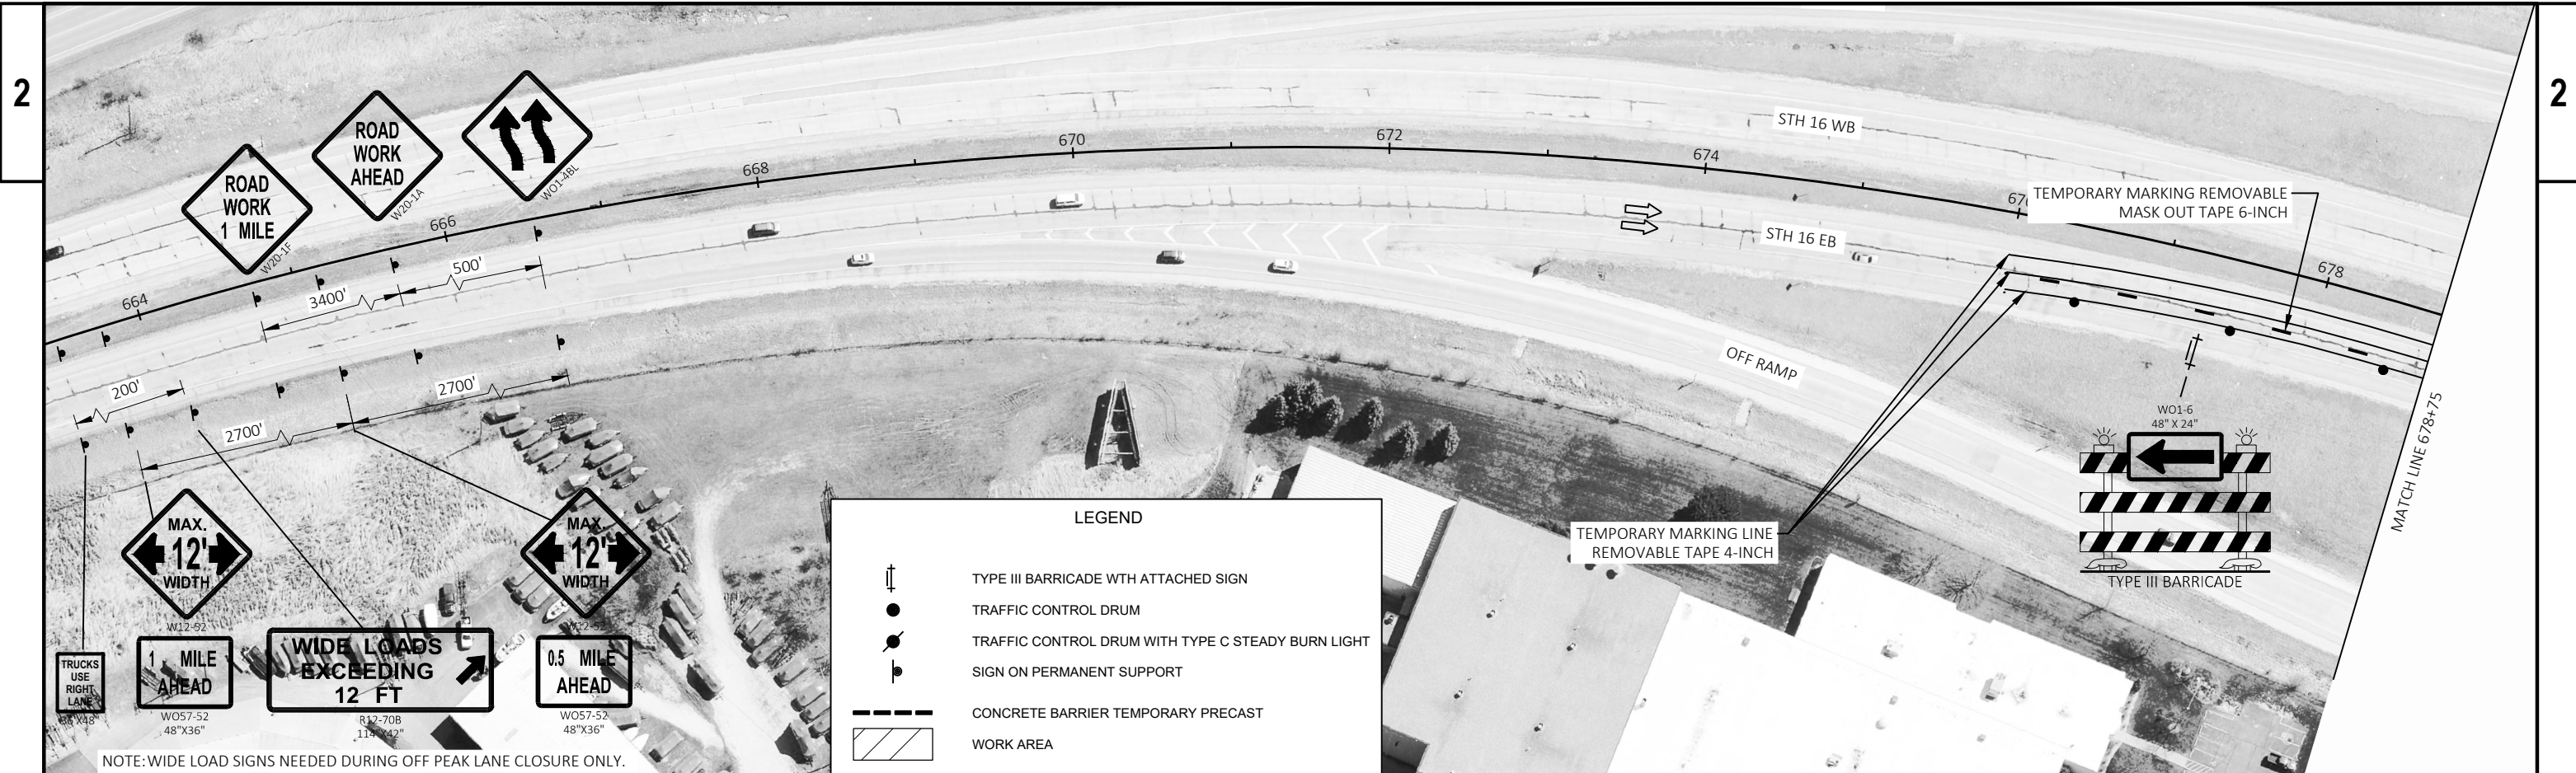 2
2
ROAD
WORK
1 MILE
W20-1F
ROAD
WORK
AHEAD
W20-1A
WO1-4BL
664
666
668
670
672
674
678
STH 16 WB
STH 16 EB
OFF RAMP
TEMPORARY MARKING REMOVABLE
MASK OUT TAPE 6-INCH
500'
3400'
200'
2700'
2700'
MAX.
12'
WIDTH
W12-52
1 MILE
AHEAD
WO57-52
48"X36"
TRUCKS
USE
RIGHT
LANE
36"X48"
WIDE LOADS
EXCEEDING
12 FT
R12-70B
114"X42"
MAX.
12'
WIDTH
W12-52
0.5 MILE
AHEAD
WO57-52
48"X36"
NOTE: WIDE LOAD SIGNS NEEDED DURING OFF PEAK LANE CLOSURE ONLY.
LEGEND
TYPE III BARRICADE WTH ATTACHED SIGN
TRAFFIC CONTROL DRUM
TRAFFIC CONTROL DRUM WITH TYPE C STEADY BURN LIGHT
SIGN ON PERMANENT SUPPORT
CONCRETE BARRIER TEMPORARY PRECAST
WORK AREA
TEMPORARY MARKING LINE
REMOVABLE TAPE 4-INCH
WO1-6
48" X 24"
TYPE III BARRICADE
MATCH LINE 678+75